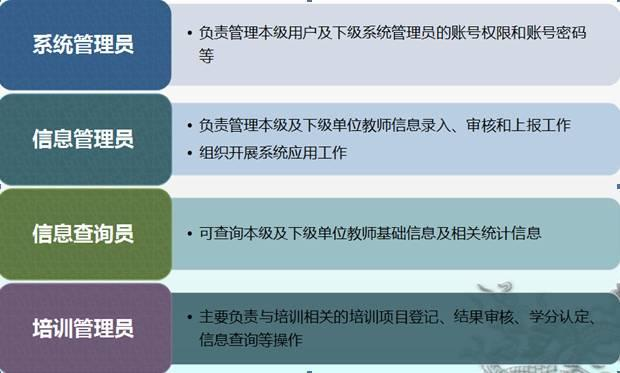 系统管理员
• 负责管理本级用户及下级系统管理员的账号权限和账号密码
等
信息管理员
• 负责管理本级及下级单位教师信息录入、审核和上报工作
• 组织开展系统应用工作
信息查询员
• 可查询本级及下级单位教师基础信息及相关统计信息
培训管理员
• 主要负责与培训相关的培训项目登记、结果审核、学分认定、
信息查询等操作